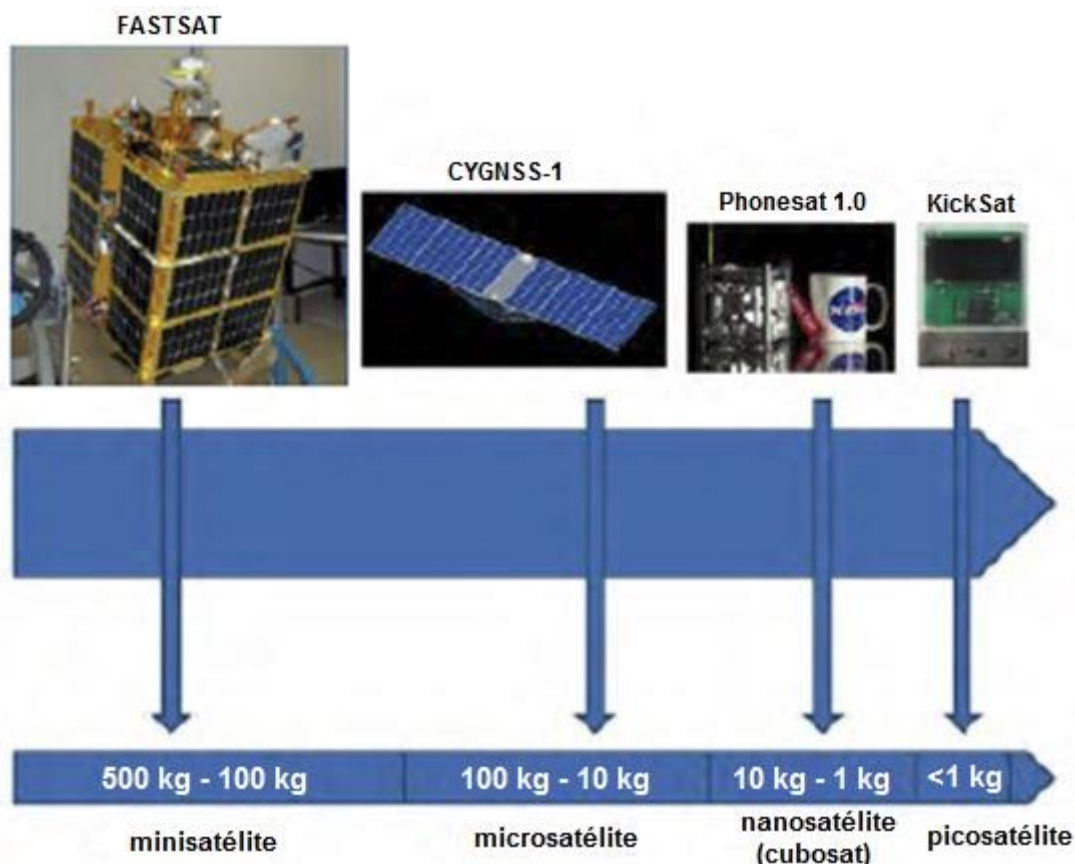 FASTSAT
CYGNSS-1
Phonesat 1.0
KickSat
500 kg - 100 kg
100 kg - 10 kg
10 kg - 1 kg
<1 kg
minisatélite
microsatélite
nanosatélite
(cubosat)
picosatélite